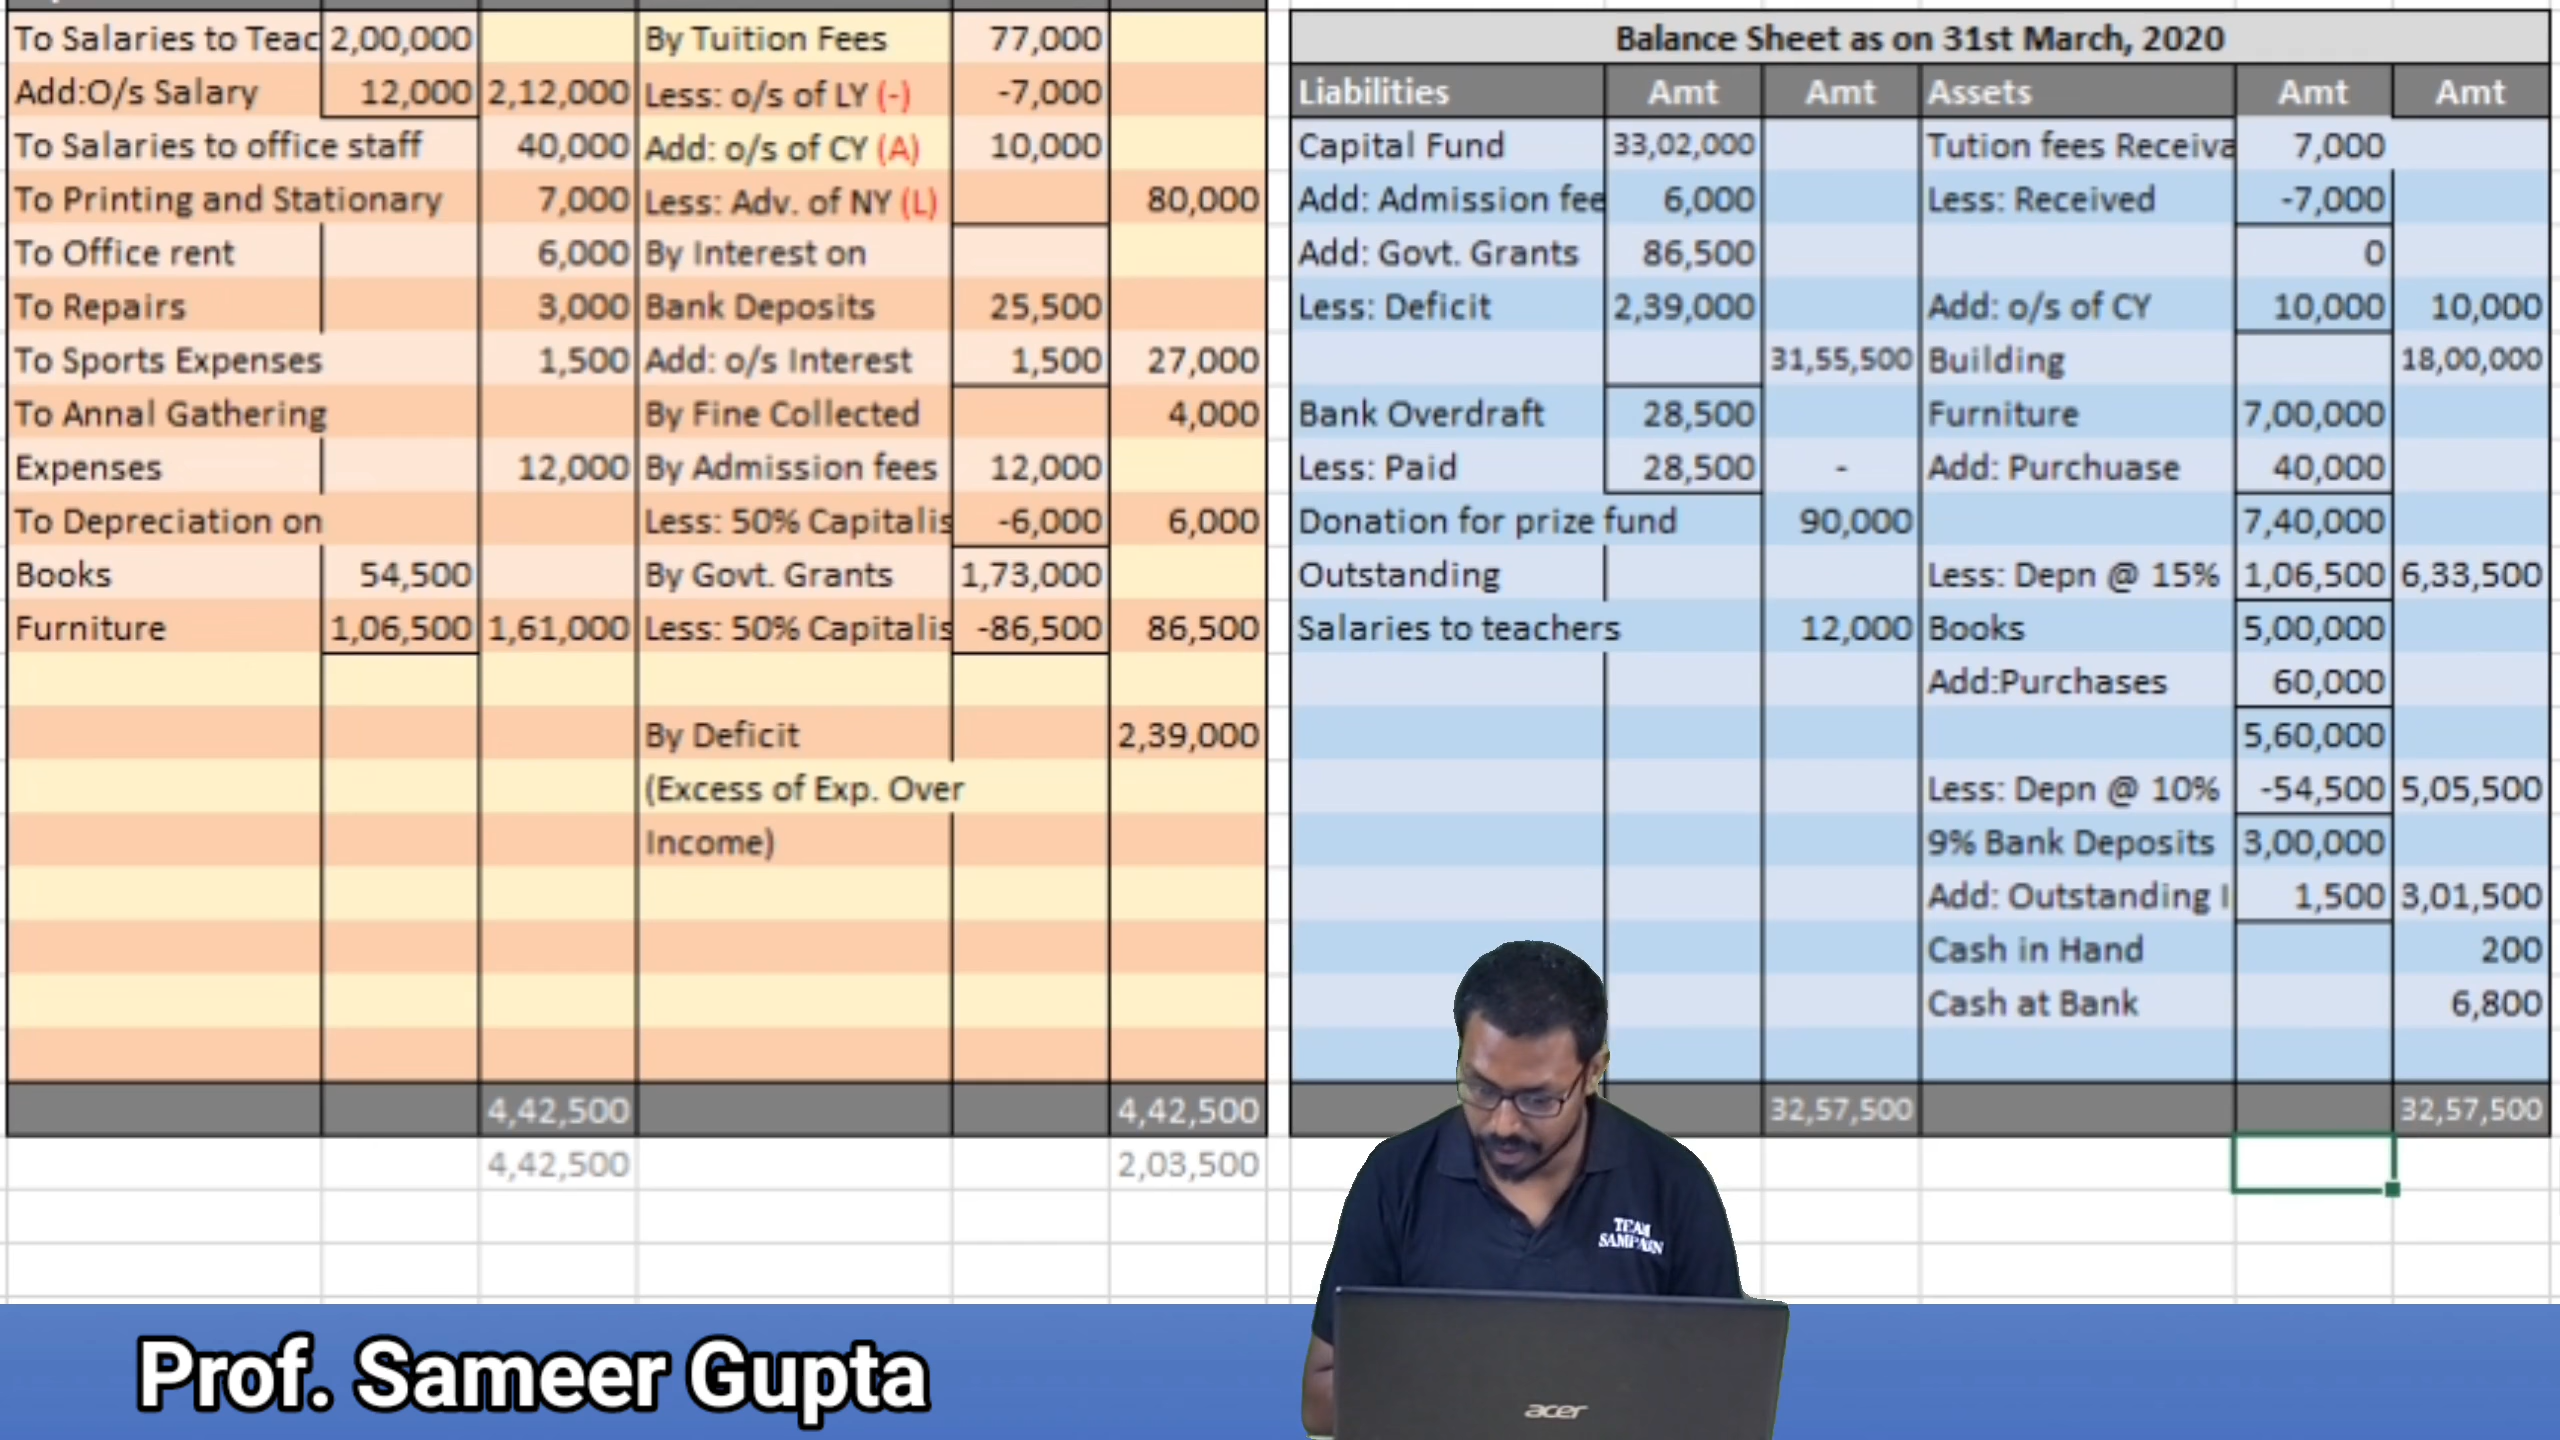 To Salaries to Teac 2,00,000 By Tuition Fees 77,000
Add:O/s Salary 12,000 2,12,000 Less: o/s of LY (-) -7,000
To Salaries to office staff 40,000 Add: o/s of CY (A) 10,000
To Printing and Stationary 7,000 Less: Adv. of NY (L) 80,000
To Office rent 6,000 By Interest on
To Repairs 3,000 Bank Deposits 25,500
To Sports Expenses 1,500 Add: o/s Interest 1,500 27,000
To Annal Gathering By Fine Collected 4,000
Expenses 12,000 By Admission fees 12,000
To Depreciation on Less: 50% Capitalis -6,000 6,000
Books 54,500 By Govt. Grants 1,73,000
Furniture 1,06,500 1,61,000 Less: 50% Capitalis -86,500 86,500
By Deficit 2,39,000
(Excess of Exp. Over
Income)
4,42,500 4,42,500
4,42,500 2,03,500
Balance Sheet as on 31st March, 2020
Liabilities Amt Amt Assets Amt Amt
Capital Fund 33,02,000 Tution fees Receiva 7,000
Add: Admission fee 6,000 Less: Received -7,000
Add: Govt. Grants 86,500 0
Less: Deficit 2,39,000 Add: o/s of CY 10,000 10,000
31,55,500 Building 18,00,000
Bank Overdraft 28,500 Furniture 7,00,000
Less: Paid 28,500 - Add: Purchuase 40,000
Donation for prize fund 90,000 7,40,000
Outstanding Less: Depn @ 15% 1,06,500 6,33,500
Salaries to teachers 12,000 Books 5,00,000
Add:Purchases 60,000
5,60,000
Less: Depn @ 10% -54,500 5,05,500
9% Bank Deposits 3,00,000
Add: Outstanding I 1,500 3,01,500
Cash in Hand 200
Cash at Bank 6,800
32,57,500 32,57,500
TEAM
Prof. Sameer Gupta
acer